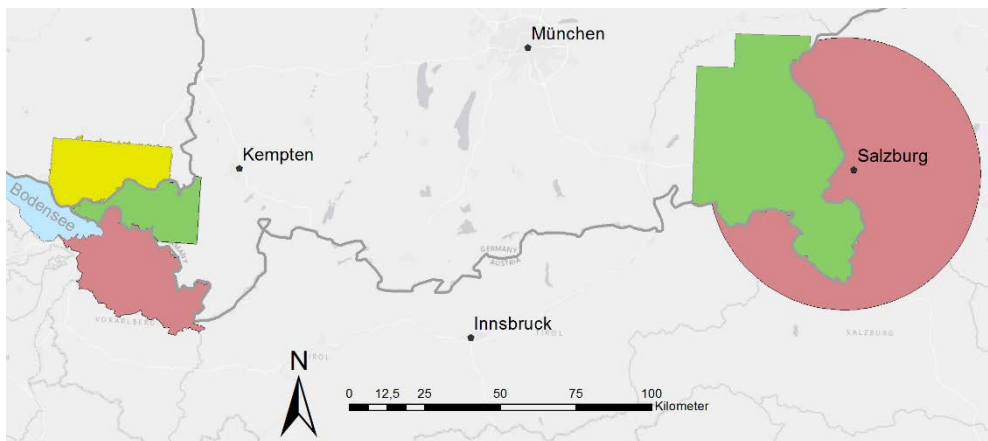 München
Kempten
Salzburg
Bodensee
GERMANY
GERMANY
AUSTRIA
VORARLBERG
Innsbruck
TIROL
TIROL
SALZBURG
N
0 12,5 25 50 75 100
Kilometer